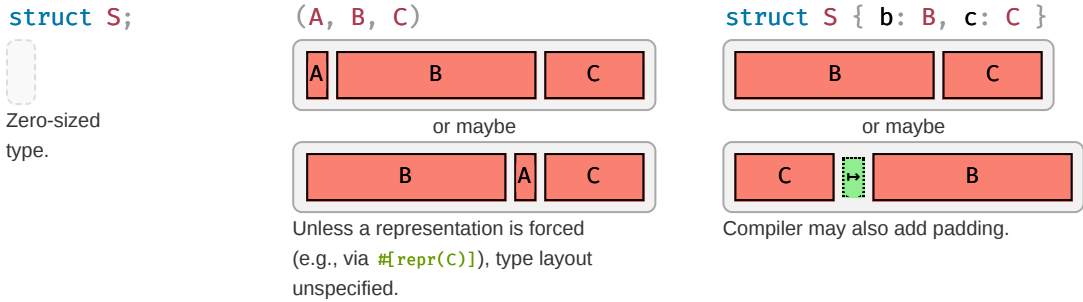 struct S;
Zero-sized
type.
(A, B, C)
A B C
or maybe
B A C
Unless a representation is forced
(e.g., via #[repr(C)]), type layout
unspecified.
struct S { b: B, c: C }
B C
or maybe
C ↦ B
Compiler may also add padding.